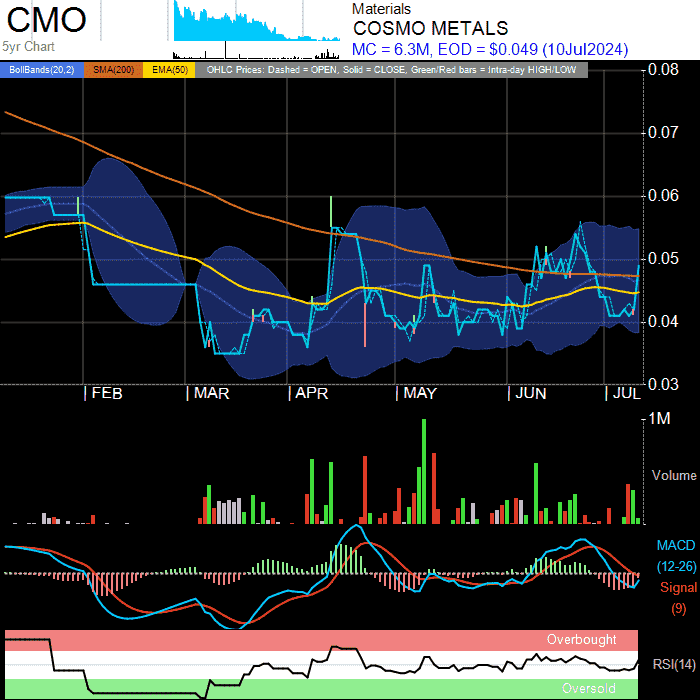 CMO
5yr Chart
Materials
COSMO METALS
MC = 6.3M, EOD = $0.049 (10Jul2024)
BollBands(20,2) SMA(200) EMA(50) OHLC Prices: Dashed = OPEN, Solid = CLOSE, Green/Red bars = Intra-day HIGH/LOW
0.08
0.07
0.06
0.05
0.04
0.03
FEB MAR APR MAY JUN JUL
1M
Volume
MACD
(12-26)
Signal
(9)
Overbought
RSI(14)
Oversold